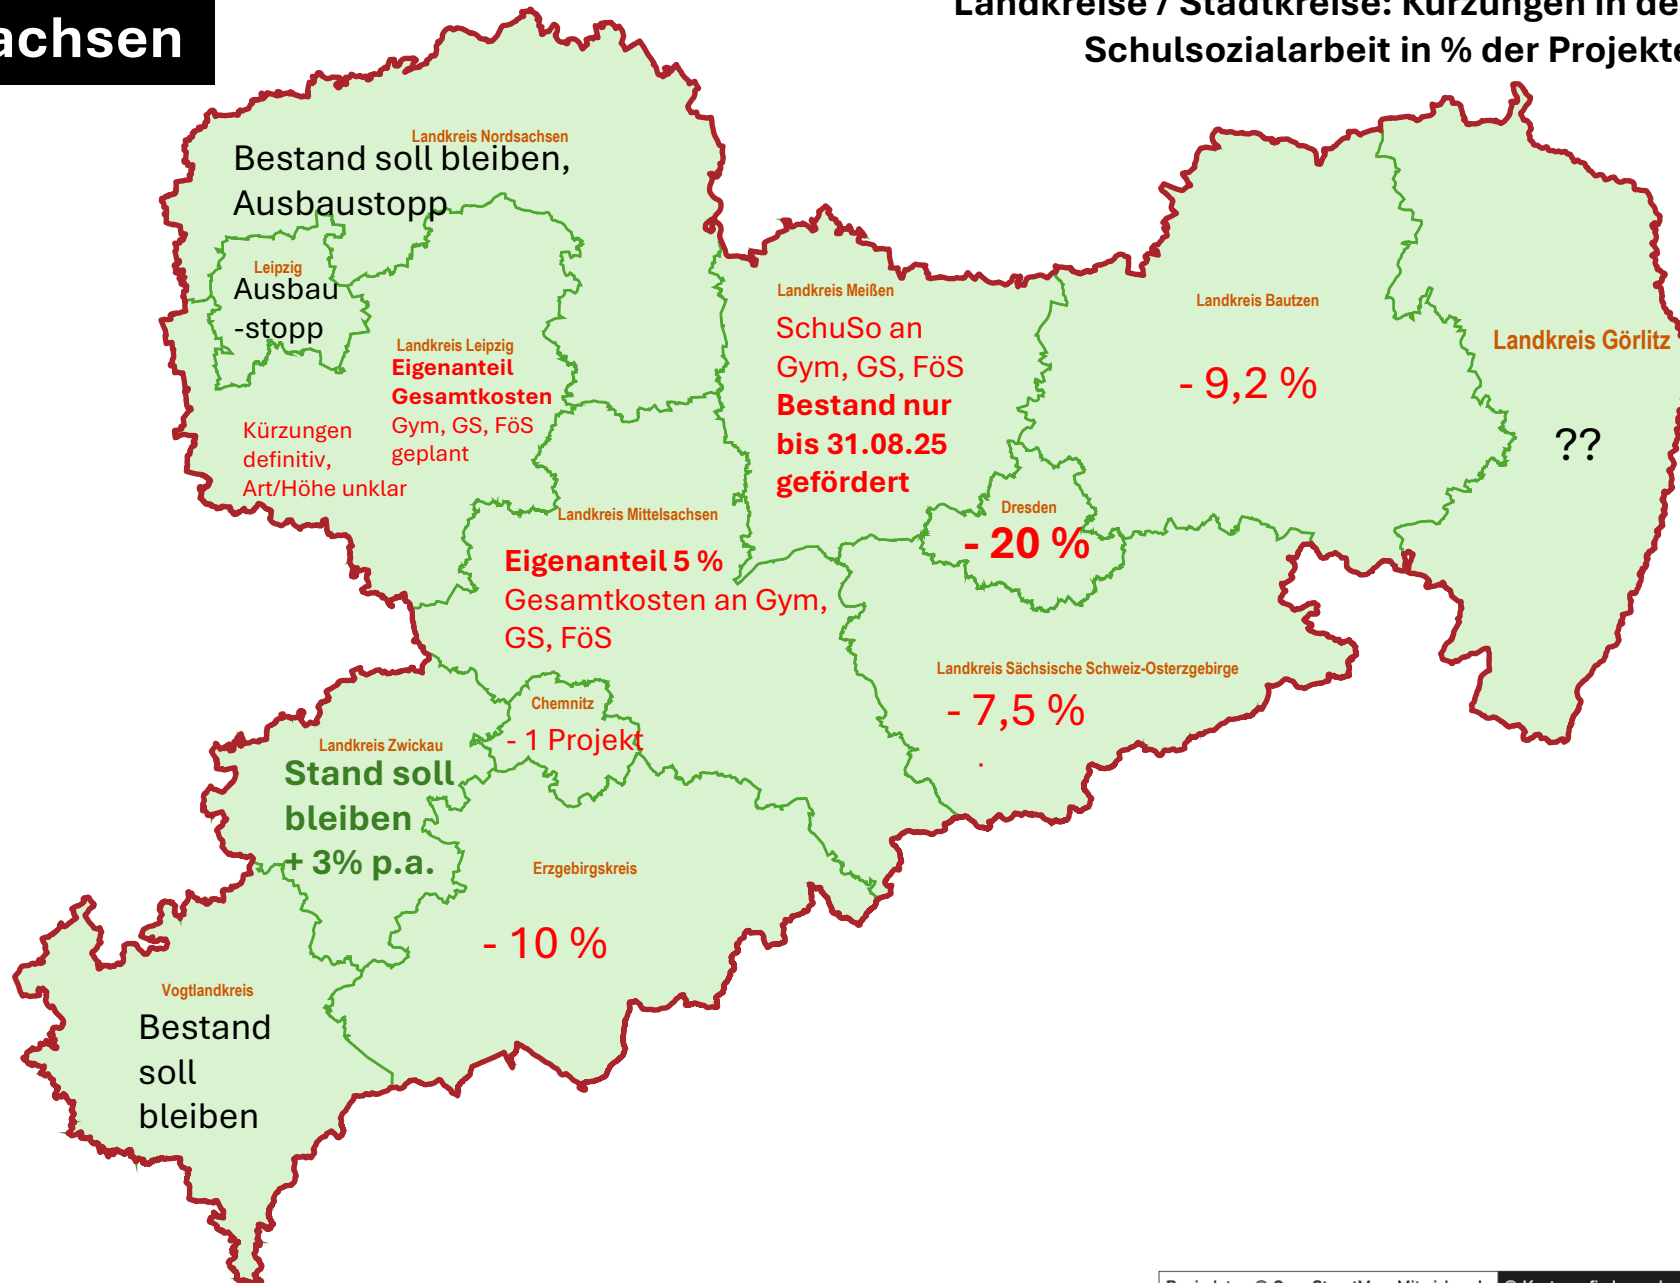 achsen
Landkreise / Stadtkreise: Kürzungen in de
Schulsozialarbeit in % der Projekte
Landkreis Nordsachsen
Bestand soll bleiben,
Ausbaustopp
Leipzig
Ausbau
-stopp
Landkreis Leipzig
Eigenanteil
Gesamtkosten
Gym, GS, FöS
geplant
Kürzungen
definitiv,
Art/Höhe unklar
Landkreis Meißen
SchuSo an
Gym, GS, FöS
Bestand nur
bis 31.08.25
gefördert
Landkreis Bautzen
- 9,2 %
Landkreis Görlitz
??
Dresden
- 20 %
Landkreis Mittelsachsen
Eigenanteil 5 %
Gesamtkosten an Gym,
GS, FöS
Landkreis Sächsische Schweiz-Osterzgebirge
- 7,5 %
.
Chemnitz
- 1 Projekt
Landkreis Zwickau
Stand soll
bleiben
+ 3% p.a.
Erzgebirgskreis
- 10 %
Vogtlandkreis
Bestand
soll
bleiben